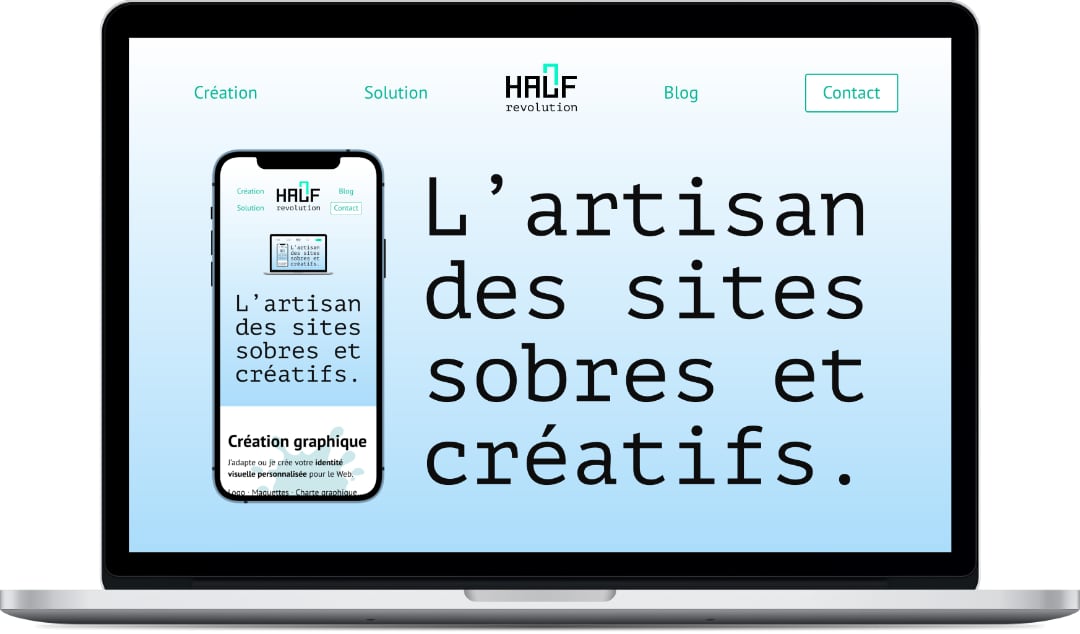 Création Solution HALF Blog Contact
revolution
L’artisan
des sites
sobres et
créatifs.
Création HALF Blog
Solution revolution Contact
L’artisan
des sites
sobres et
créatifs.
L’artisan
des sites
sobres et
créatifs.
Création graphique
J’adapte ou je crée votre identité
visuelle personnalisée pour le Web.
Logo · Maquettes · Charte graphique